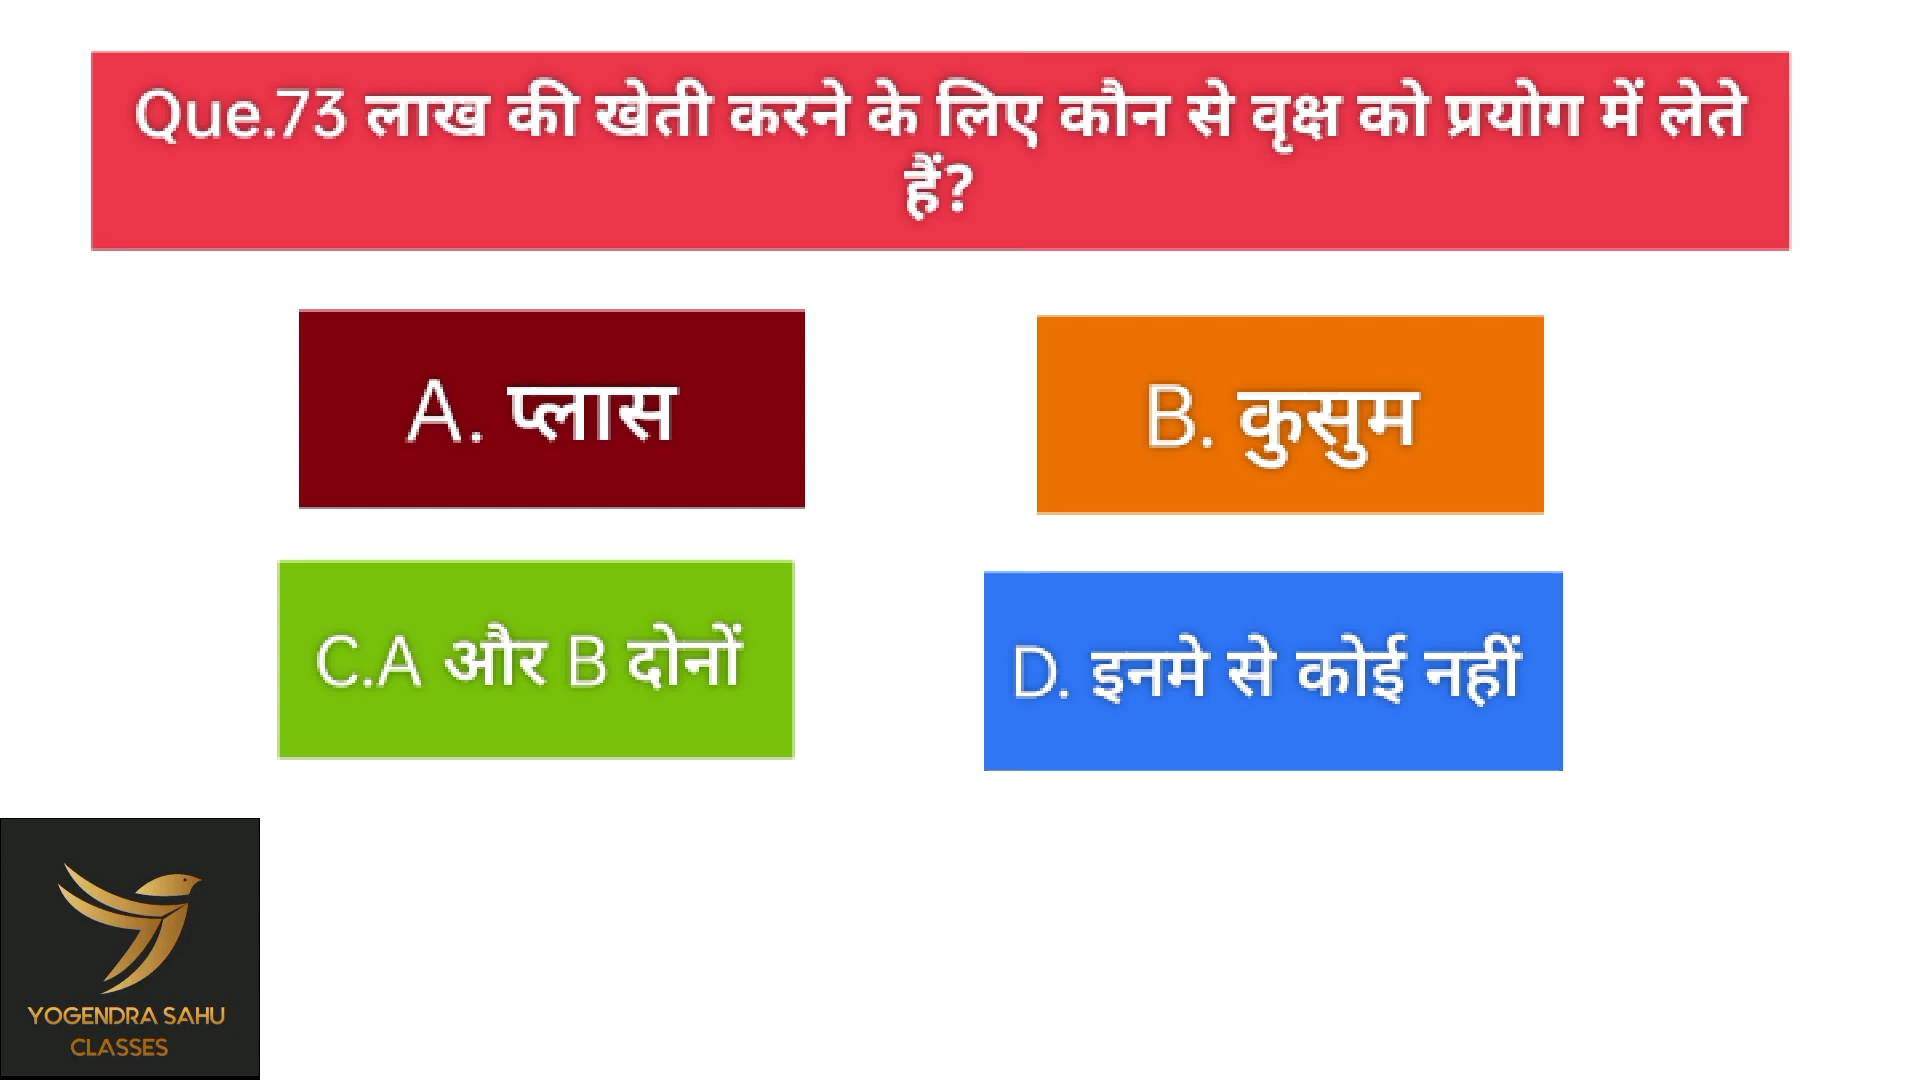 Que.73 लाख की खेती करने के लिए कौन से वृक्ष को प्रयोग में लेते
हैं?
A. प्लास
B. कुसुम
C.A और B दोनों
D. इनमे से कोई नहीं
YOGENDRA SAHU
CLASSES